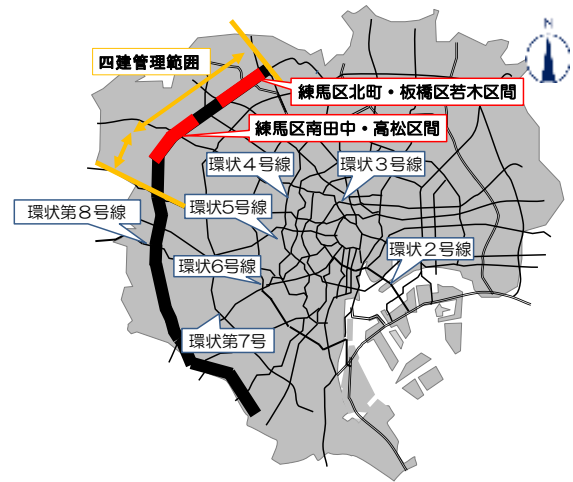 N
四建管理範囲
練馬区北町・板橋区若木区間
練馬区南田中・高松区間
環状4号線
環状3号線
環状第8号線
環状5号線
環状6号線
環状2号線
環状第7号